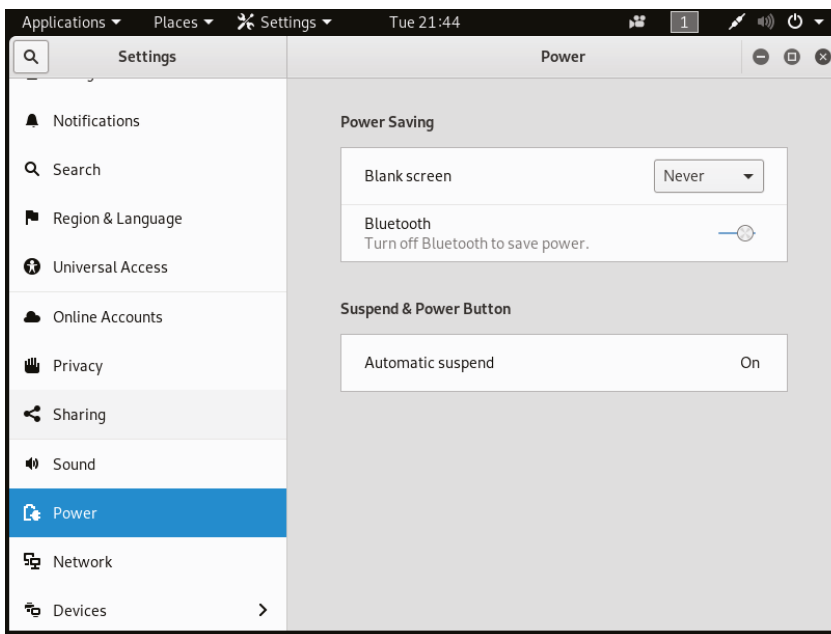 Applications Places Settings Tue 21:44 1
Settings
Power
Notifications
Search
Region & Language
Universal Access
Online Accounts
Privacy
Sharing
Sound
Power
Network
Devices
Power Saving
Blank screen Never
Bluetooth
Turn off Bluetooth to save power.
Suspend & Power Button
Automatic suspend On